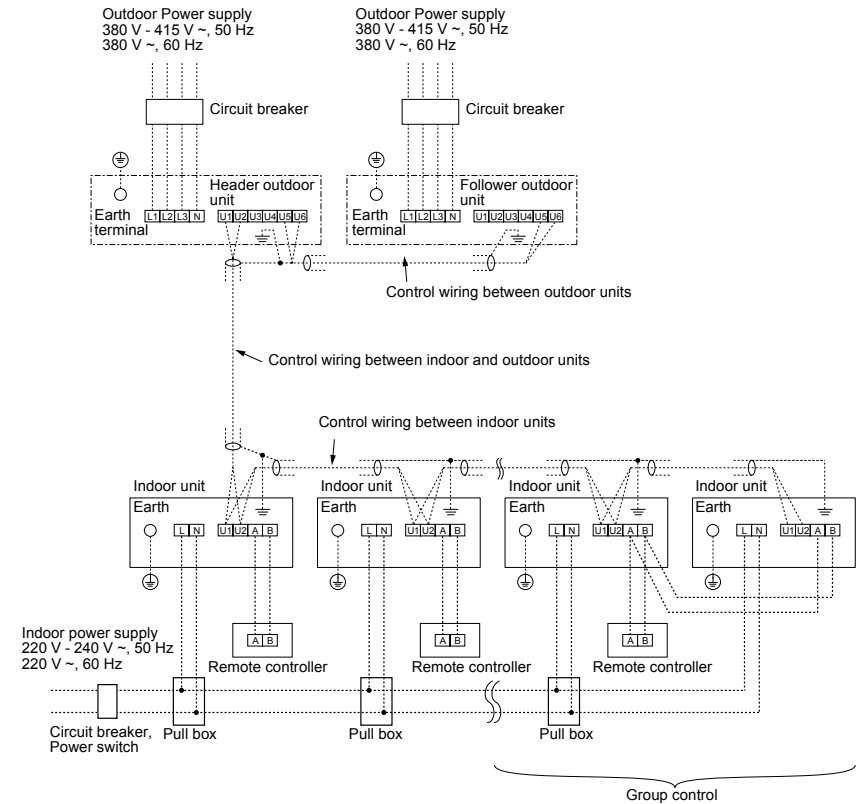 Outdoor Power supply
380 V - 415 V ~, 50 Hz
380 V ~, 60 Hz
Outdoor Power supply
380 V - 415 V ~, 50 Hz
380 V ~, 60 Hz
Circuit breaker
Circuit breaker
Header outdoor
unit
Earth
terminal
L1 L2 L3 N
U1 U2 U3 U4 U5 U6
Follower outdoor
unit
Earth
terminal
L1 L2 L3 N
U1 U2 U3 U4 U5 U6
Control wiring between outdoor units
Control wiring between indoor and outdoor units
Control wiring between indoor units
Indoor unit
Earth
L N
U1 U2 A B
Indoor unit
Earth
L N
U1 U2 A B
Indoor unit
Earth
L N
U1 U2 A B
Indoor unit
Earth
L N
U1 U2 A B
A B
Remote controller
A B
Remote controller
A B
Remote controller
Indoor power supply
220 V - 240 V ~, 50 Hz
220 V ~, 60 Hz
Circuit breaker,
Power switch
Pull box
Pull box
Pull box
Group control